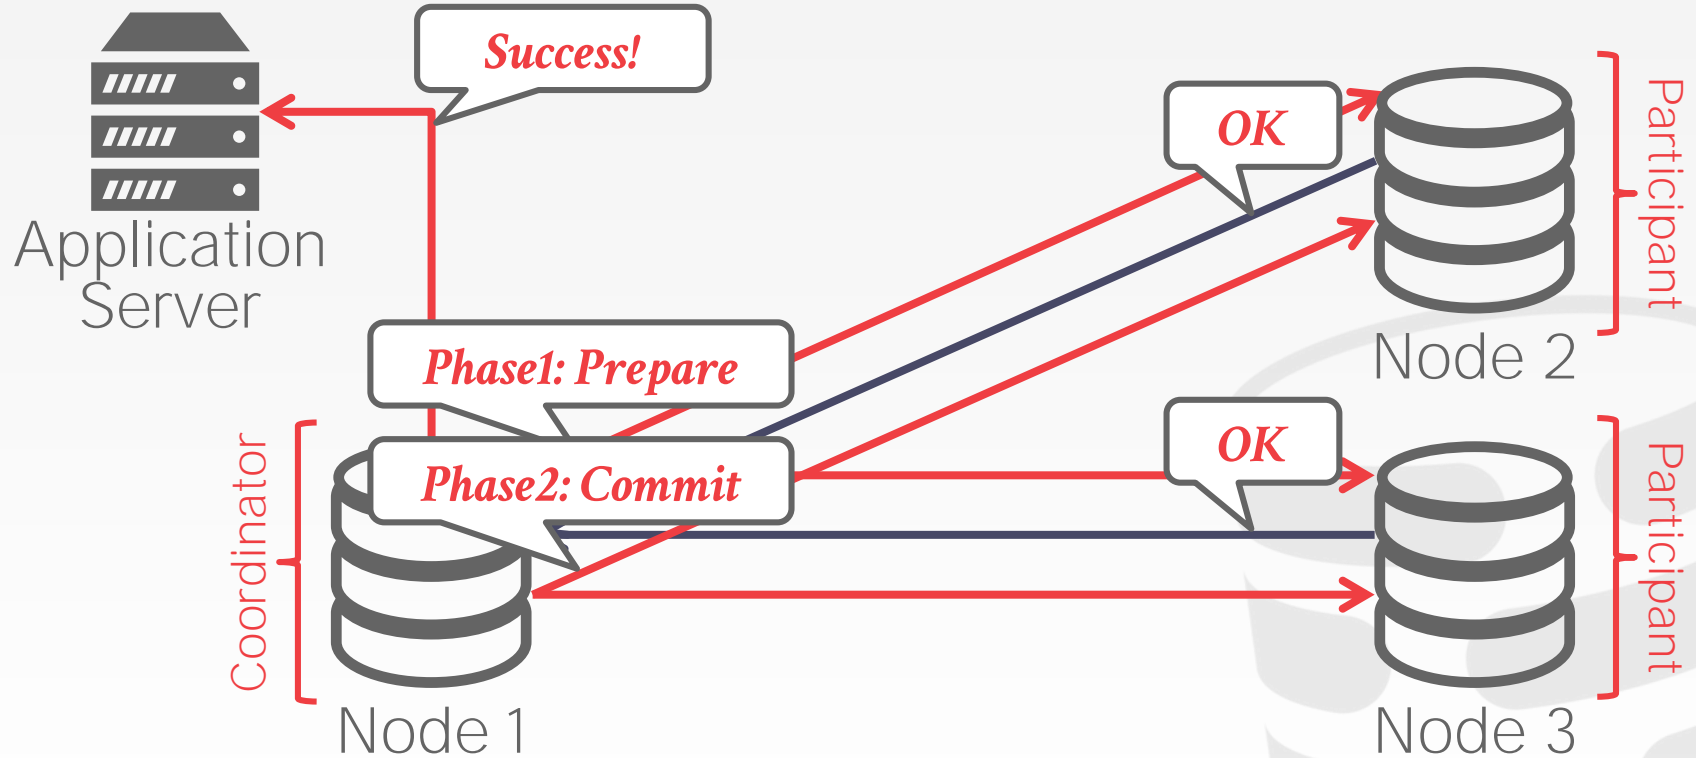 Success!
OK
Participant
Application
Server
Phase1: Prepare
Node 2
Coordinator
Phase2: Commit
OK
Participant
Node 1
Node 3